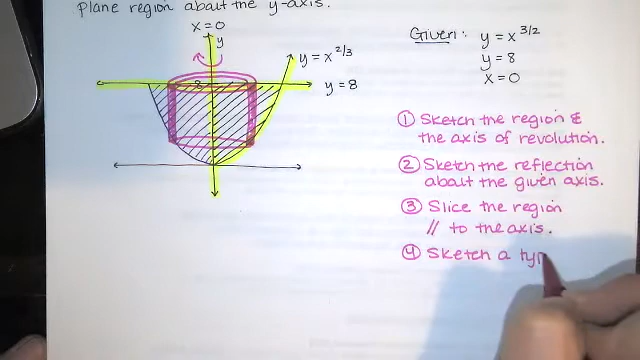 plane region about the y-axis.
x=0
y
y = x^2/3
y = 8
8
Given: y = x^3/2
y = 8
x = 0
① Sketch the region &
the axis of revolution.
② Sketch the reflection
about the given axis.
③ Slice the region
// to the axis.
④ Sketch a typ